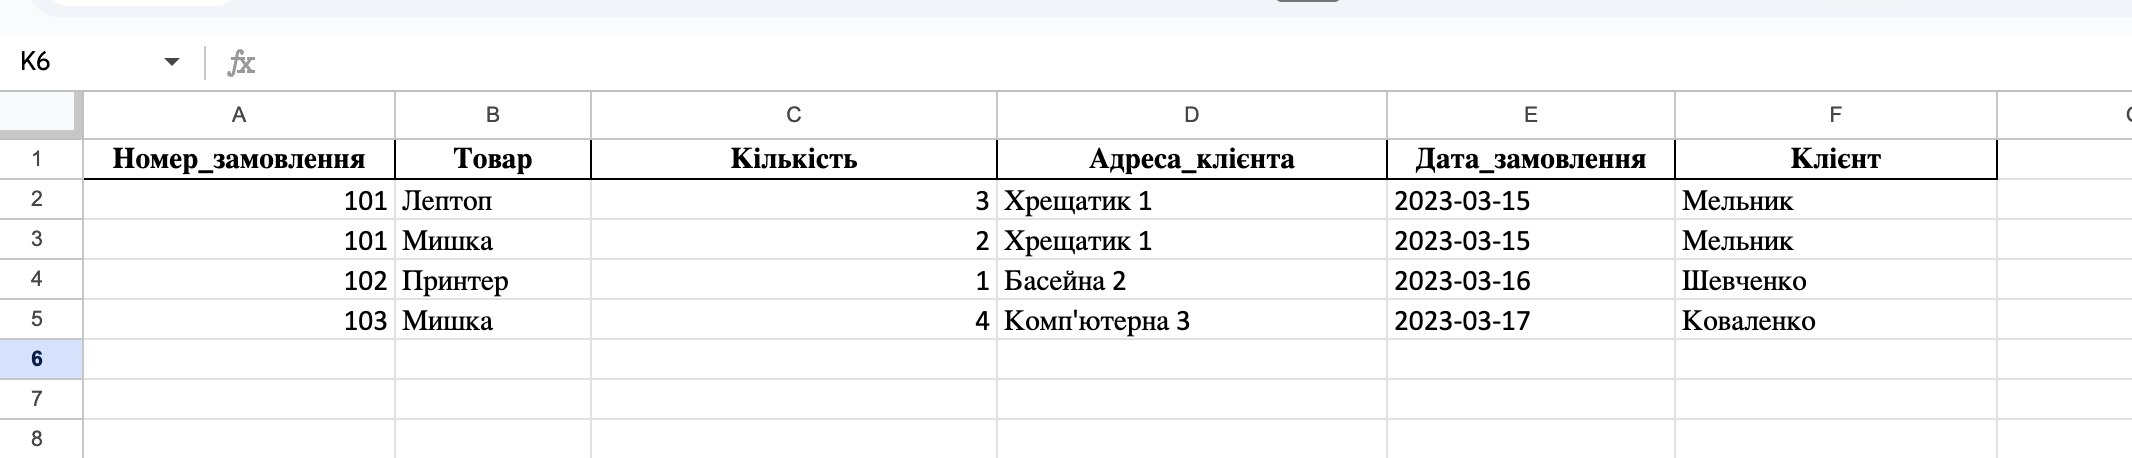 K6 fx
A B C D E F
1 Номер_замовлення Товар Кількість Адреса_клієнта Дата_замовлення Клієнт
2 101 Лептоп 3 Хрещатик 1 2023-03-15 Мельник
3 101 Мишка 2 Хрещатик 1 2023-03-15 Мельник
4 102 Принтер 1 Басейна 2 2023-03-16 Шевченко
5 103 Мишка 4 Комп'ютерна 3 2023-03-17 Коваленко
6
7
8